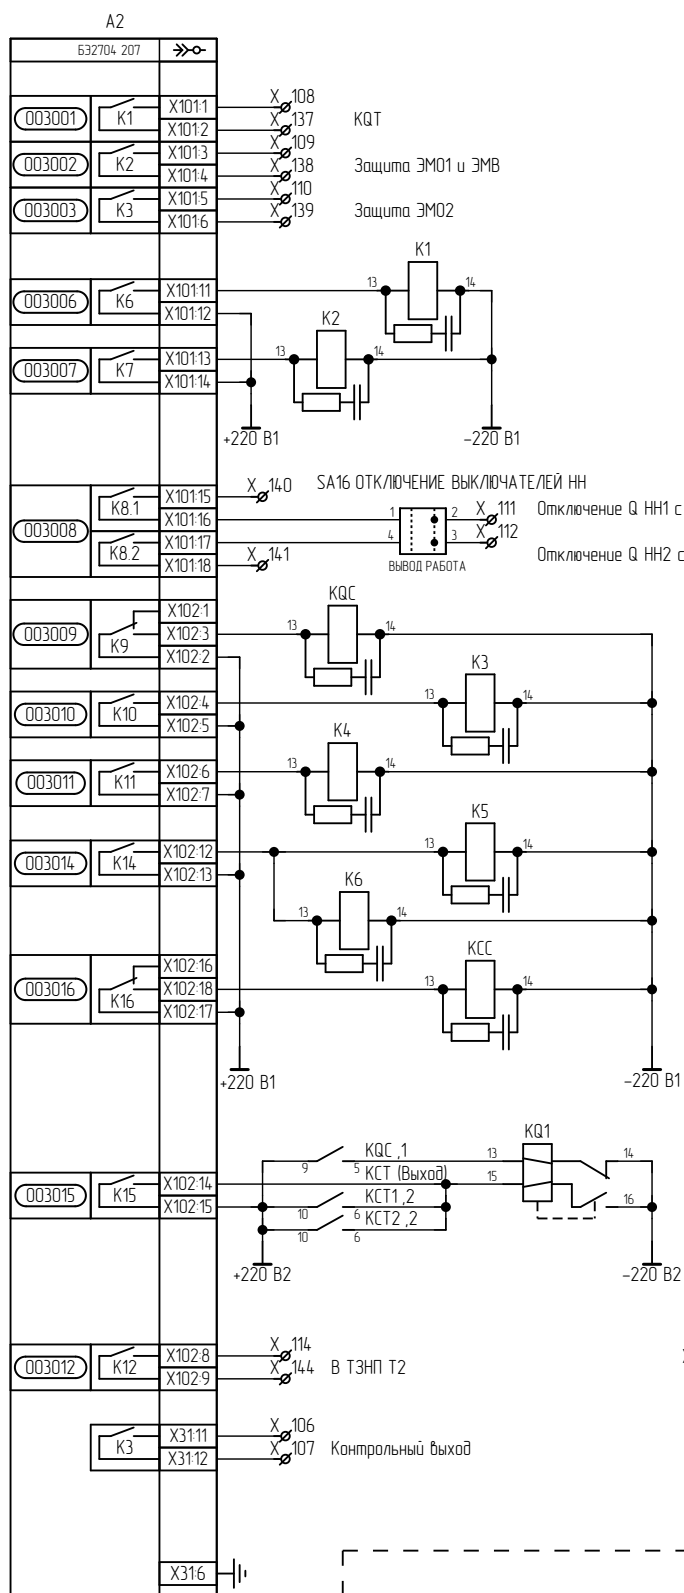 A2
БЭ2704 207
003001 K1 X101:1 X 108
X101:2 X 137 KQT
003002 K2 X101:3 X 109
X101:4 X 138 Защита ЭМО1 и ЭМВ
003003 K3 X101:5 X 110
X101:6 X 139 Защита ЭМО2
K1
003006 K6 X101:11 13 14
X101:12
K2
003007 K7 X101:13 13 14
X101:14
+220 В1 -220 В1
SA16 ОТКЛЮЧЕНИЕ ВЫКЛЮЧАТЕЛЕЙ НН
003008 K8.1 X101:15 X 140
X101:16 1 2 X 111 Отключение Q НН1 с
K8.2 X101:17 4 3 X 112
X101:18 X 141 ВЫВОД РАБОТА Отключение Q НН2 с
KQC
003009 K9 X102:1
X102:3 13 14
X102:2
K3
003010 K10 X102:4 13 14
X102:5
K4
003011 K11 X102:6 13 14
X102:7
K5
003014 K14 X102:12 13 14
X102:13
K6
13 14
KCC
003016 K16 X102:16
X102:18 13 14
X102:17
+220 В1 -220 В1
KQ1
KQC ,1 13 14
9 5
003015 K15 X102:14 КСТ (Выход) 15 16
X102:15 KCT1 ,2
10 6
KCT2 ,2
10 6
+220 В2 -220 В2
003012 K12 X102:8 X 114
X102:9 X 144 В ТЗНП Т2
K3 X31:11 X 106
X31:12 X 107 Контрольный выход
X31:6